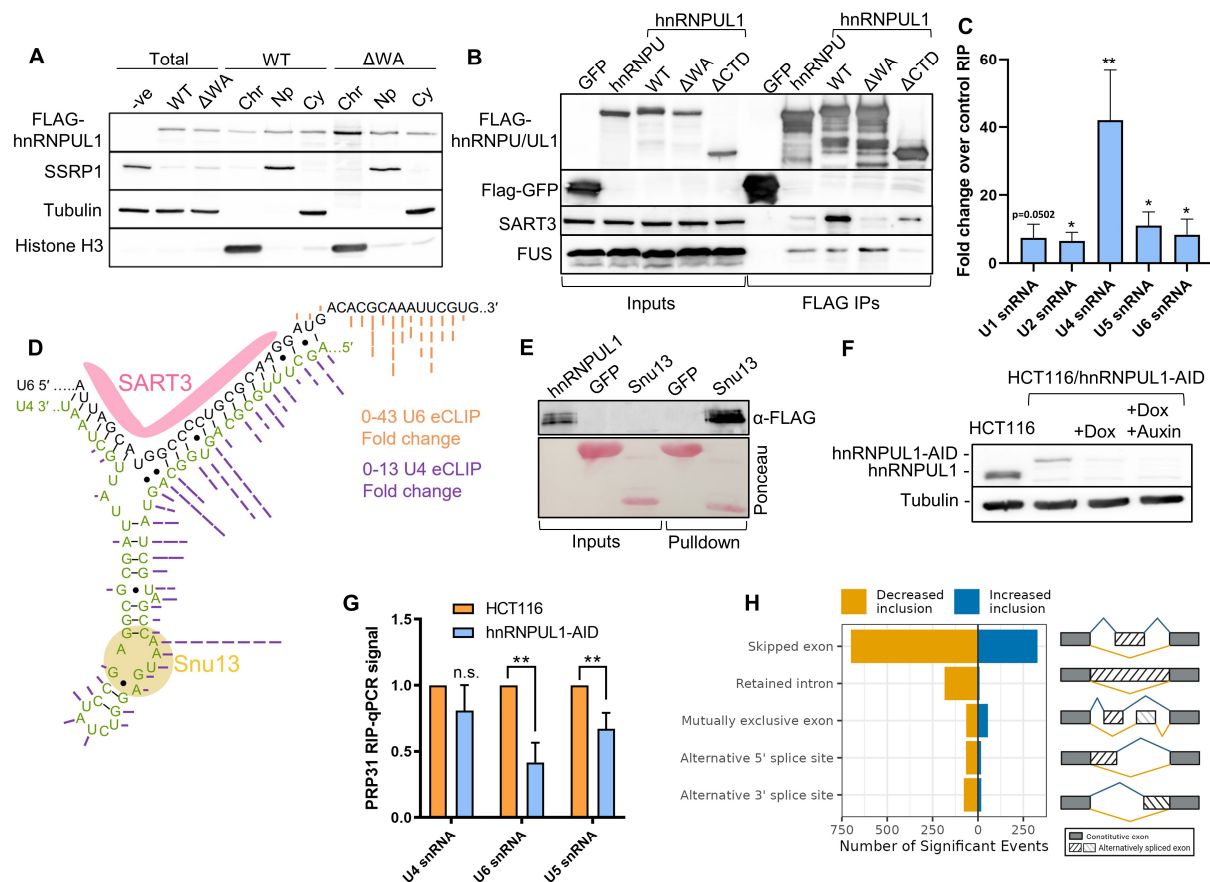 A
Total
WT
ΔWA
-ve
WT
ΔWA
Chr
Np
Cy
Chr
Np
Cy
FLAG-
hnRNPUL1
SSRP1
Tubulin
Histone H3
B
hnRNPUL1
hnRNPUL1
GFP
hnRNPU
WT
ΔWA
ΔCTD
GFP
hnRNPU
WT
ΔWA
ΔCTD
FLAG-
hnRNPU/UL1
Flag-GFP
SART3
FUS
Inputs
FLAG IPs
C
Fold change over control RIP
60
40
20
0
p=0.0502
*
**
*
*
U1 snRNA
U2 snRNA
U4 snRNA
U5 snRNA
U6 snRNA
D
ACACGCAAAUUCGUG..3′
SART3
U6 5′ .....
U4 3′ ..
...5′
0-43 U6 eCLIP
Fold change
0-13 U4 eCLIP
Fold change
Snu13
E
hnRNPUL1
GFP
Snu13
GFP
Snu13
α-FLAG
Ponceau
Inputs
Pulldown
F
HCT116/hnRNPUL1-AID
+Dox
HCT116
+Dox
+Auxin
hnRNPUL1-AID -
hnRNPUL1 -
Tubulin -
G
HCT116
hnRNPUL1-AID
PRP31 RIP-qPCR signal
1.5
1.0
0.5
0.0
n.s.
**
**
U4 snRNA
U6 snRNA
U5 snRNA
H
Decreased
inclusion
Increased
inclusion
Skipped exon
Retained intron
Mutually exclusive exon
Alternative 5' splice site
Alternative 3' splice site
750
500
250
0
250
Number of Significant Events
Constitutive exon
Alternatively spliced exon